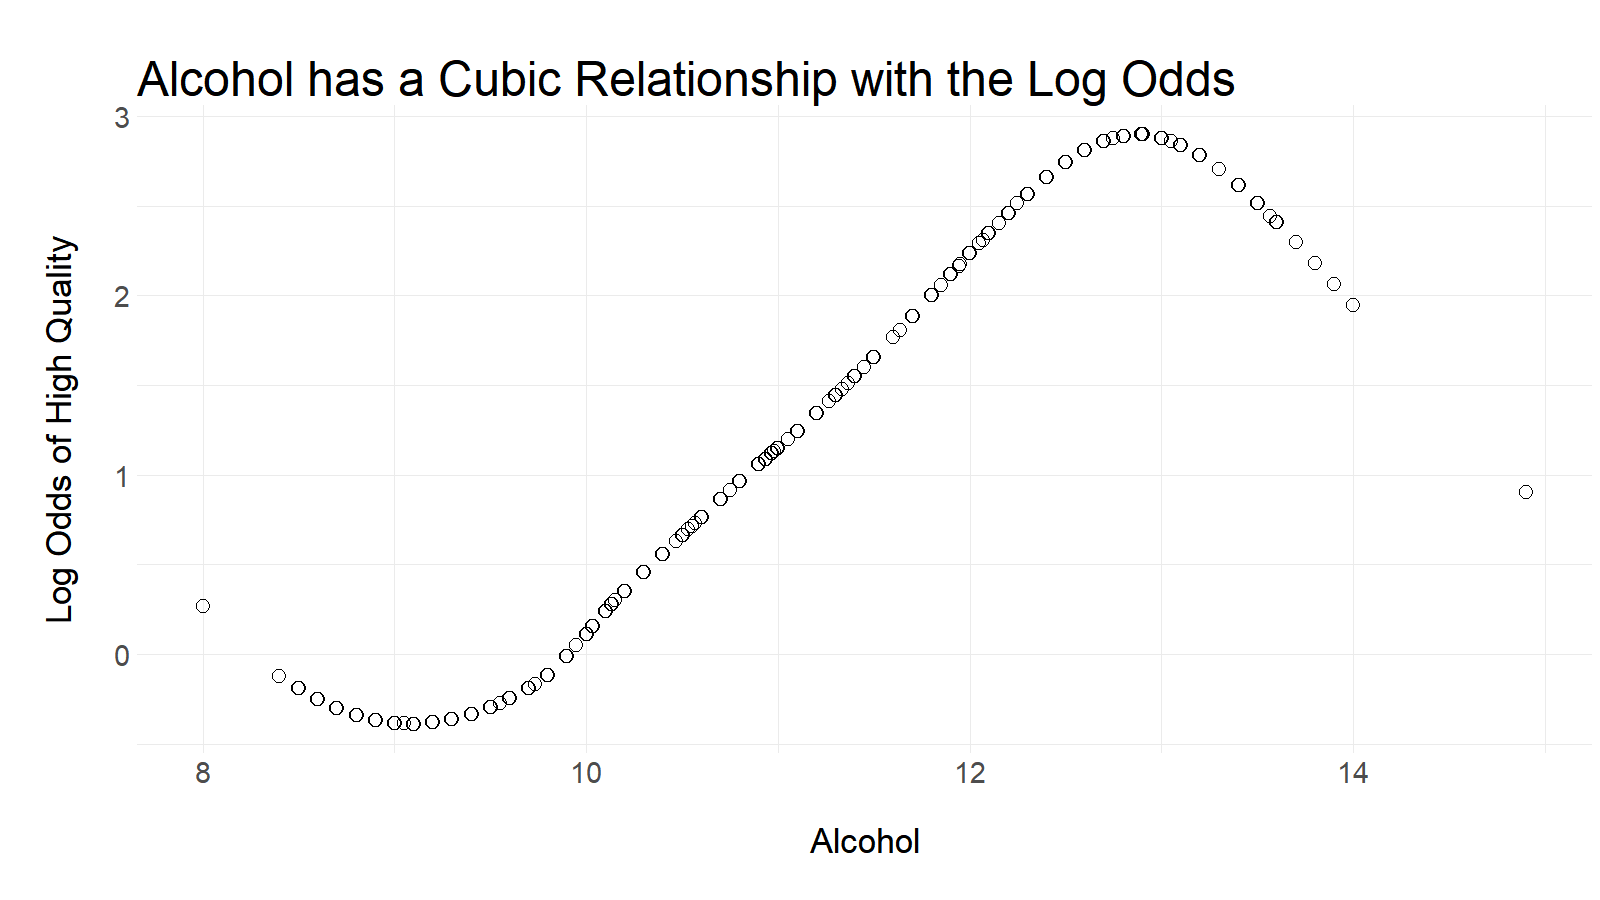 Alcohol has a Cubic Relationship with the Log Odds
Log Odds of High Quality
3
2
1
0
8 10 12 14
Alcohol